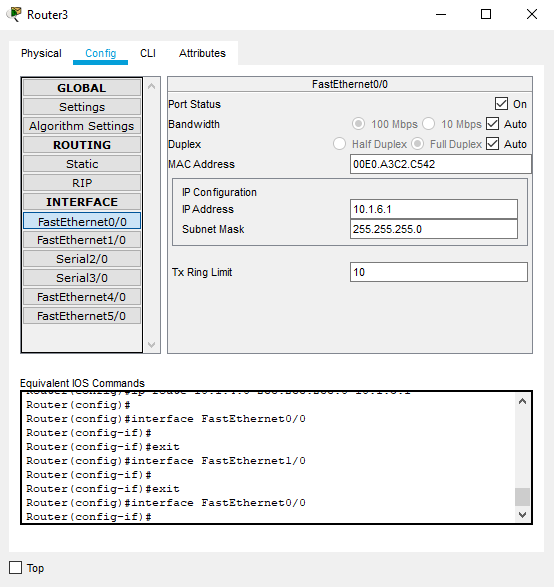 Router3
Physical Config CLI Attributes
GLOBAL
Settings
Algorithm Settings
ROUTING
Static
RIP
INTERFACE
FastEthernet0/0
FastEthernet1/0
Serial2/0
Serial3/0
FastEthernet4/0
FastEthernet5/0
FastEthernet0/0
Port Status On
Bandwidth 100 Mbps 10 Mbps Auto
Duplex Half Duplex Full Duplex Auto
MAC Address 00E0.A3C2.C542
IP Configuration
IP Address 10.1.6.1
Subnet Mask 255.255.255.0
Tx Ring Limit 10
Equivalent IOS Commands
Router(config)#
Router(config)#interface FastEthernet0/0
Router(config-if)#
Router(config-if)#exit
Router(config)#interface FastEthernet1/0
Router(config-if)#
Router(config-if)#exit
Router(config)#interface FastEthernet0/0
Router(config-if)#
Top